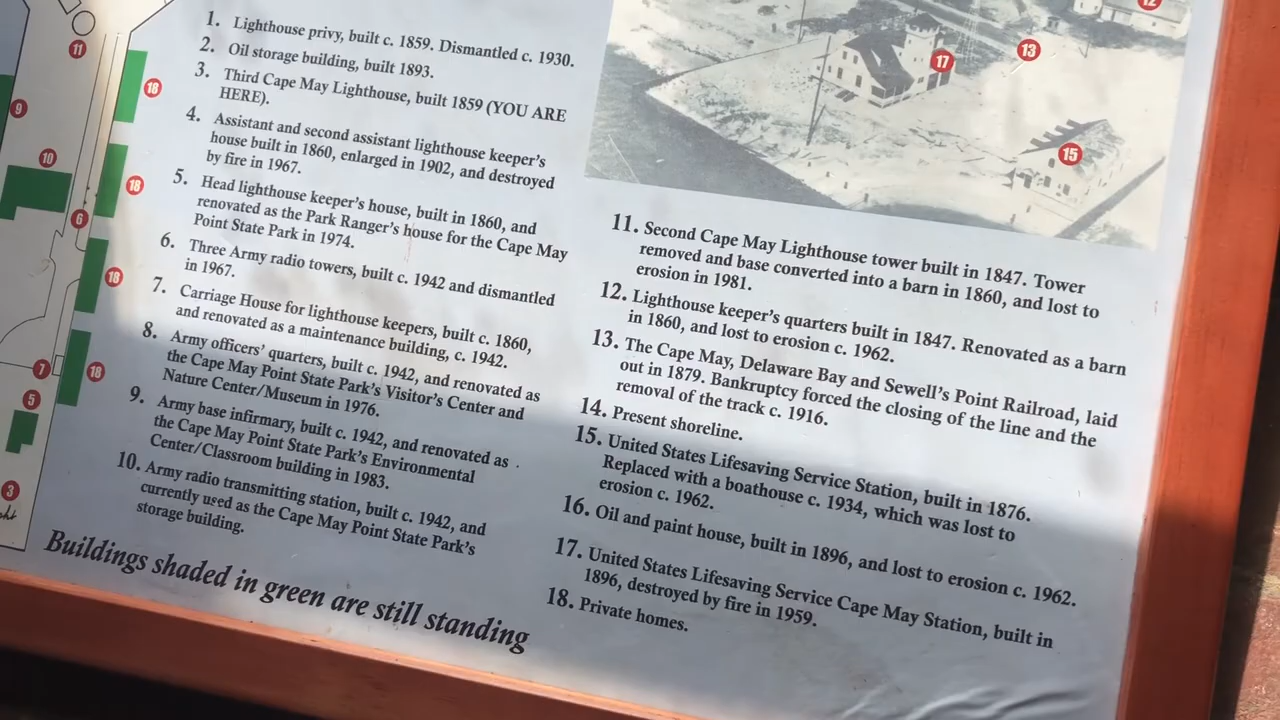 1. Lighthouse privy, built c. 1859. Dismantled c. 1930.
2. Oil storage building, built 1893.
3. Third Cape May Lighthouse, built 1859 (YOU ARE
HERE).
4. Assistant and second assistant lighthouse keeper's
house built in 1860, enlarged in 1902, and destroyed
by fire in 1967.
5. Head lighthouse keeper's house, built in 1860, and
renovated as the Park Ranger's house for the Cape May
Point State Park in 1974.
6. Three Army radio towers, built c. 1942 and dismantled
in 1967.
7. Carriage House for lighthouse keepers, built c. 1860,
and renovated as a maintenance building, c. 1942.
8. Army officers' quarters, built c. 1942, and renovated as
the Cape May Point State Park's Visitor's Center and
Nature Center/Museum in 1976.
9. Army base infirmary, built c. 1942, and renovated as
the Cape May Point State Park's Environmental
Center/Classroom building in 1983.
10. Army radio transmitting station, built c. 1942, and
currently used as the Cape May Point State Park's
storage building.
Buildings shaded in green are still standing
11. Second Cape May Lighthouse tower built in 1847. Tower
removed and base converted into a barn in 1860, and lost to
erosion in 1981.
12. Lighthouse keeper's quarters built in 1847. Renovated as a barn
in 1860, and lost to erosion c. 1962.
13. The Cape May, Delaware Bay and Sewell's Point Railroad, laid
out in 1879. Bankruptcy forced the closing of the line and the
removal of the track c. 1916.
14. Present shoreline.
15. United States Lifesaving Service Station, built in 1876.
Replaced with a boathouse c. 1934, which was lost to
erosion c. 1962.
16. Oil and paint house, built in 1896, and lost to erosion c. 1962.
17. United States Lifesaving Service Cape May Station, built in
1896, destroyed by fire in 1959.
18. Private homes.
11
18
9
10
18
6
18
7
18
5
3
12
13
17
15